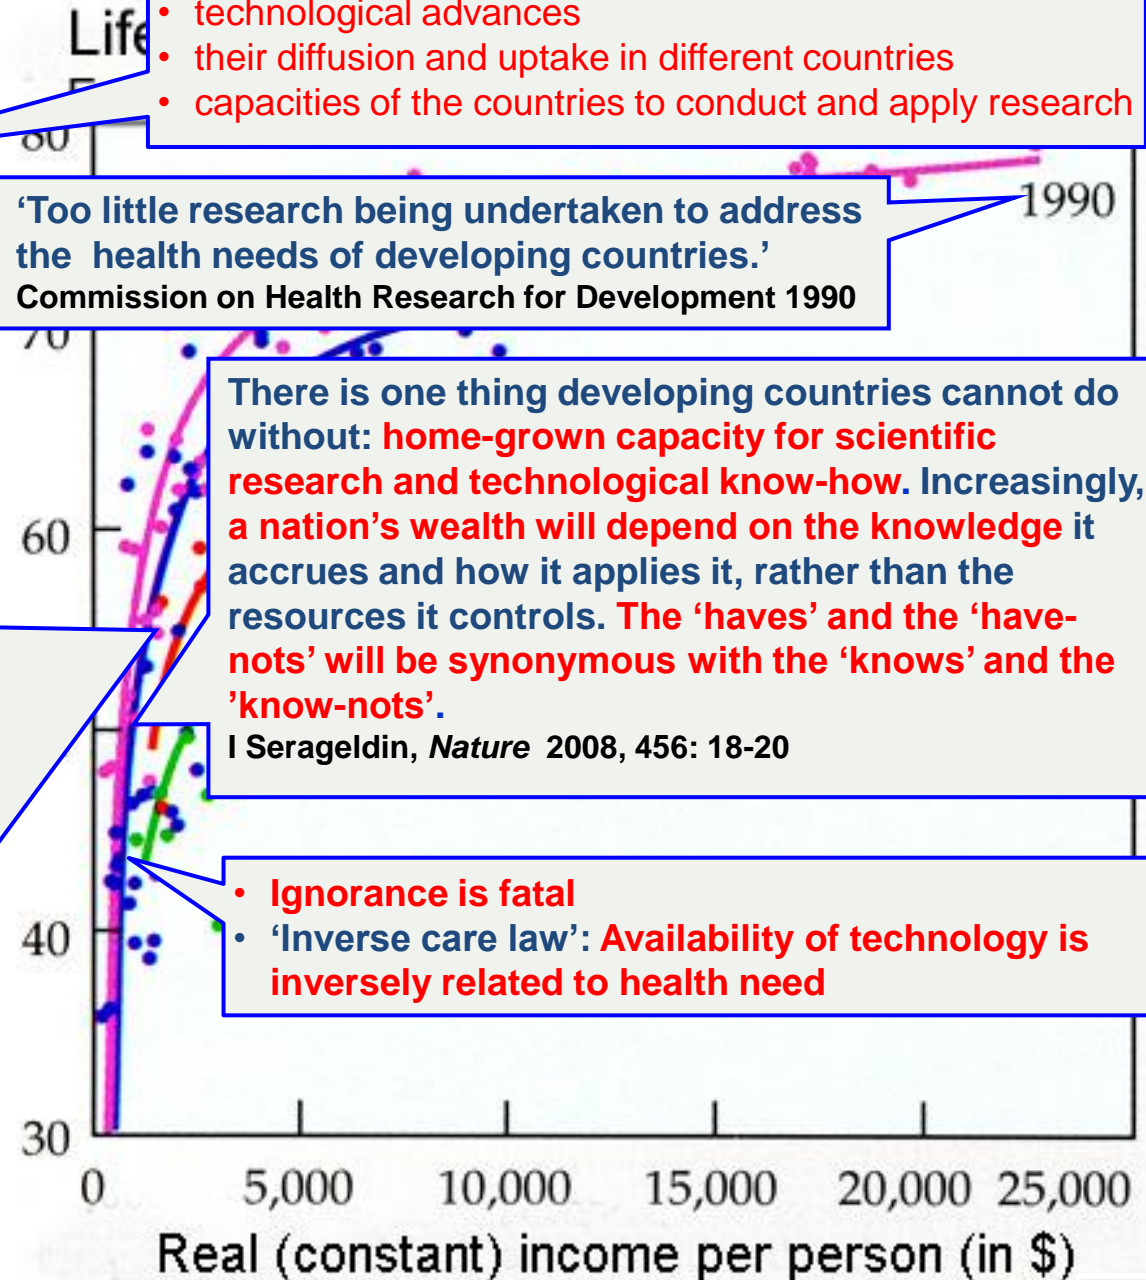 • technological advances
Life
• their diffusion and uptake in different countries
• capacities of the countries to conduct and apply research
80
‘Too little research being undertaken to address
the health needs of developing countries.’
Commission on Health Research for Development 1990
1990
70
There is one thing developing countries cannot do
without: home-grown capacity for scientific
research and technological know-how. Increasingly,
a nation’s wealth will depend on the knowledge it
accrues and how it applies it, rather than the
resources it controls. The ‘haves’ and the ‘have-
nots’ will be synonymous with the ‘knows’ and the
’know-nots’.
I Serageldin, Nature 2008, 456: 18-20
60
• Ignorance is fatal
• ‘Inverse care law’: Availability of technology is
inversely related to health need
40
30
0 5,000 10,000 15,000 20,000 25,000
Real (constant) income per person (in $)